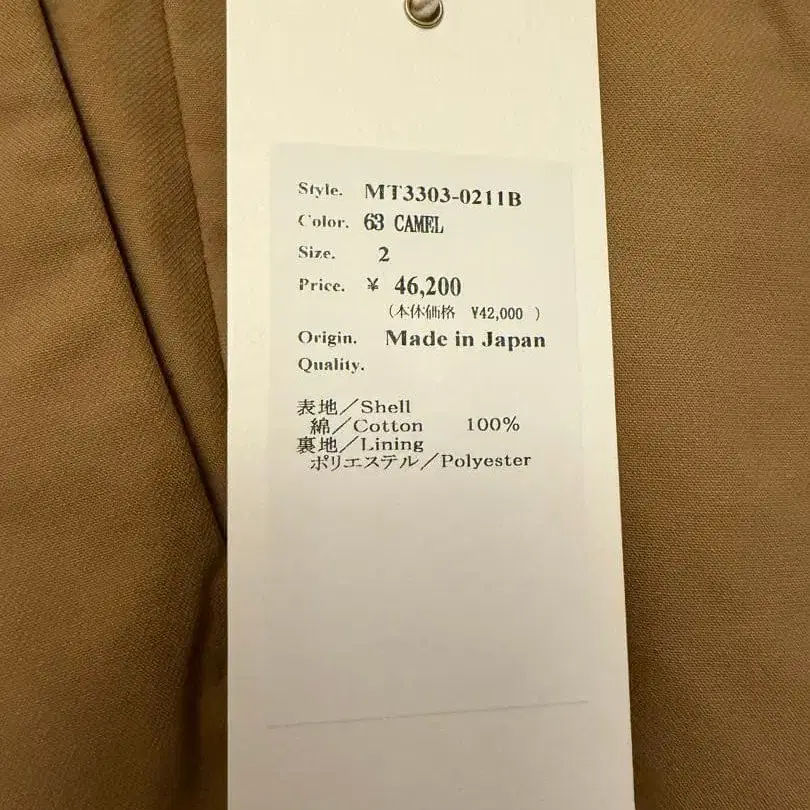 Style. MT3303-0211B
Color. 63 CAMEL
Size. 2
Price. ¥ 46,200
(本体価格 ¥42,000 )
Origin. Made in Japan
Quality.
表地/Shell
綿/Cotton 100%
裏地/Lining
ポリエステル/Polyester